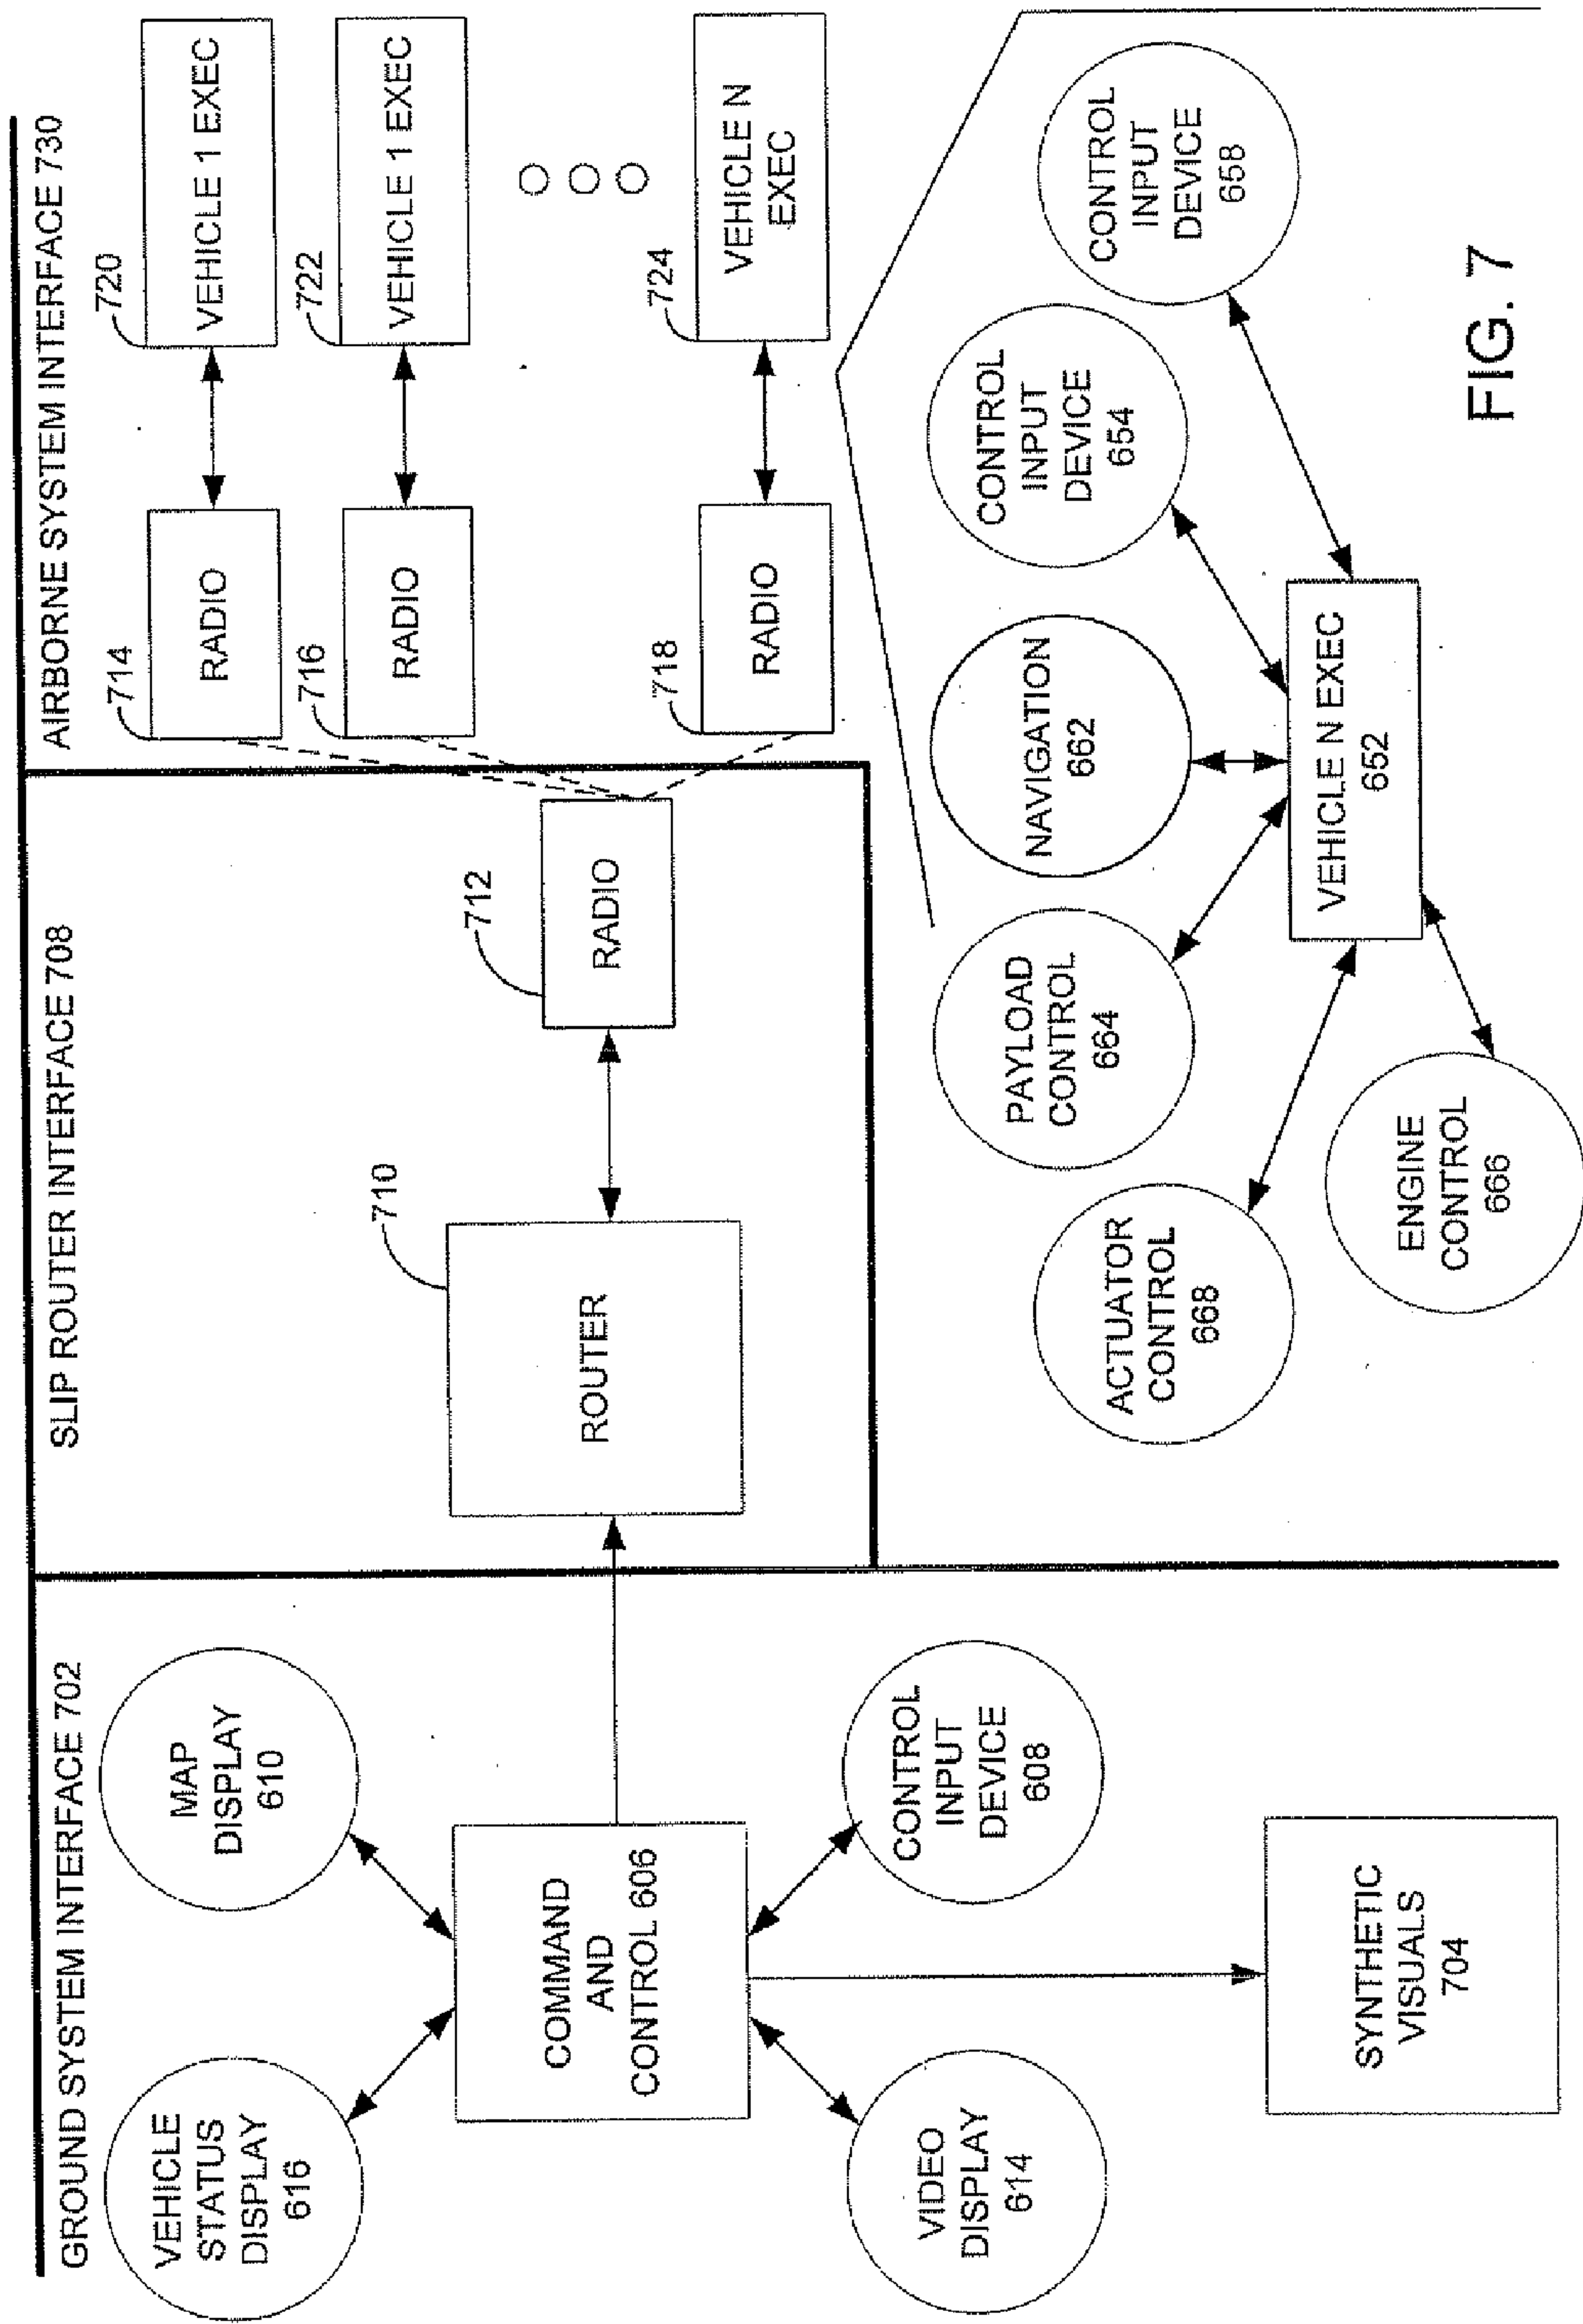 GROUND SYSTEM INTERFACE 702
VEHICLE
STATUS
DISPLAY
616
MAP
DISPLAY
610
COMMAND
AND
CONTROL 606
VIDEO
DISPLAY
614
CONTROL
INPUT
DEVICE
608
SYNTHETIC
VISUALS
704
SLIP ROUTER INTERFACE 708
710
ROUTER
712
RADIO
AIRBORNE SYSTEM INTERFACE 730
714
RADIO
720
VEHICLE 1 EXEC
716
RADIO
722
VEHICLE 1 EXEC
718
RADIO
724
VEHICLE N
EXEC
ACTUATOR
CONTROL
668
PAYLOAD
CONTROL
664
NAVIGATION
662
CONTROL
INPUT
DEVICE
654
CONTROL
INPUT
DEVICE
658
ENGINE
CONTROL
666
VEHICLE N EXEC
652
FIG. 7